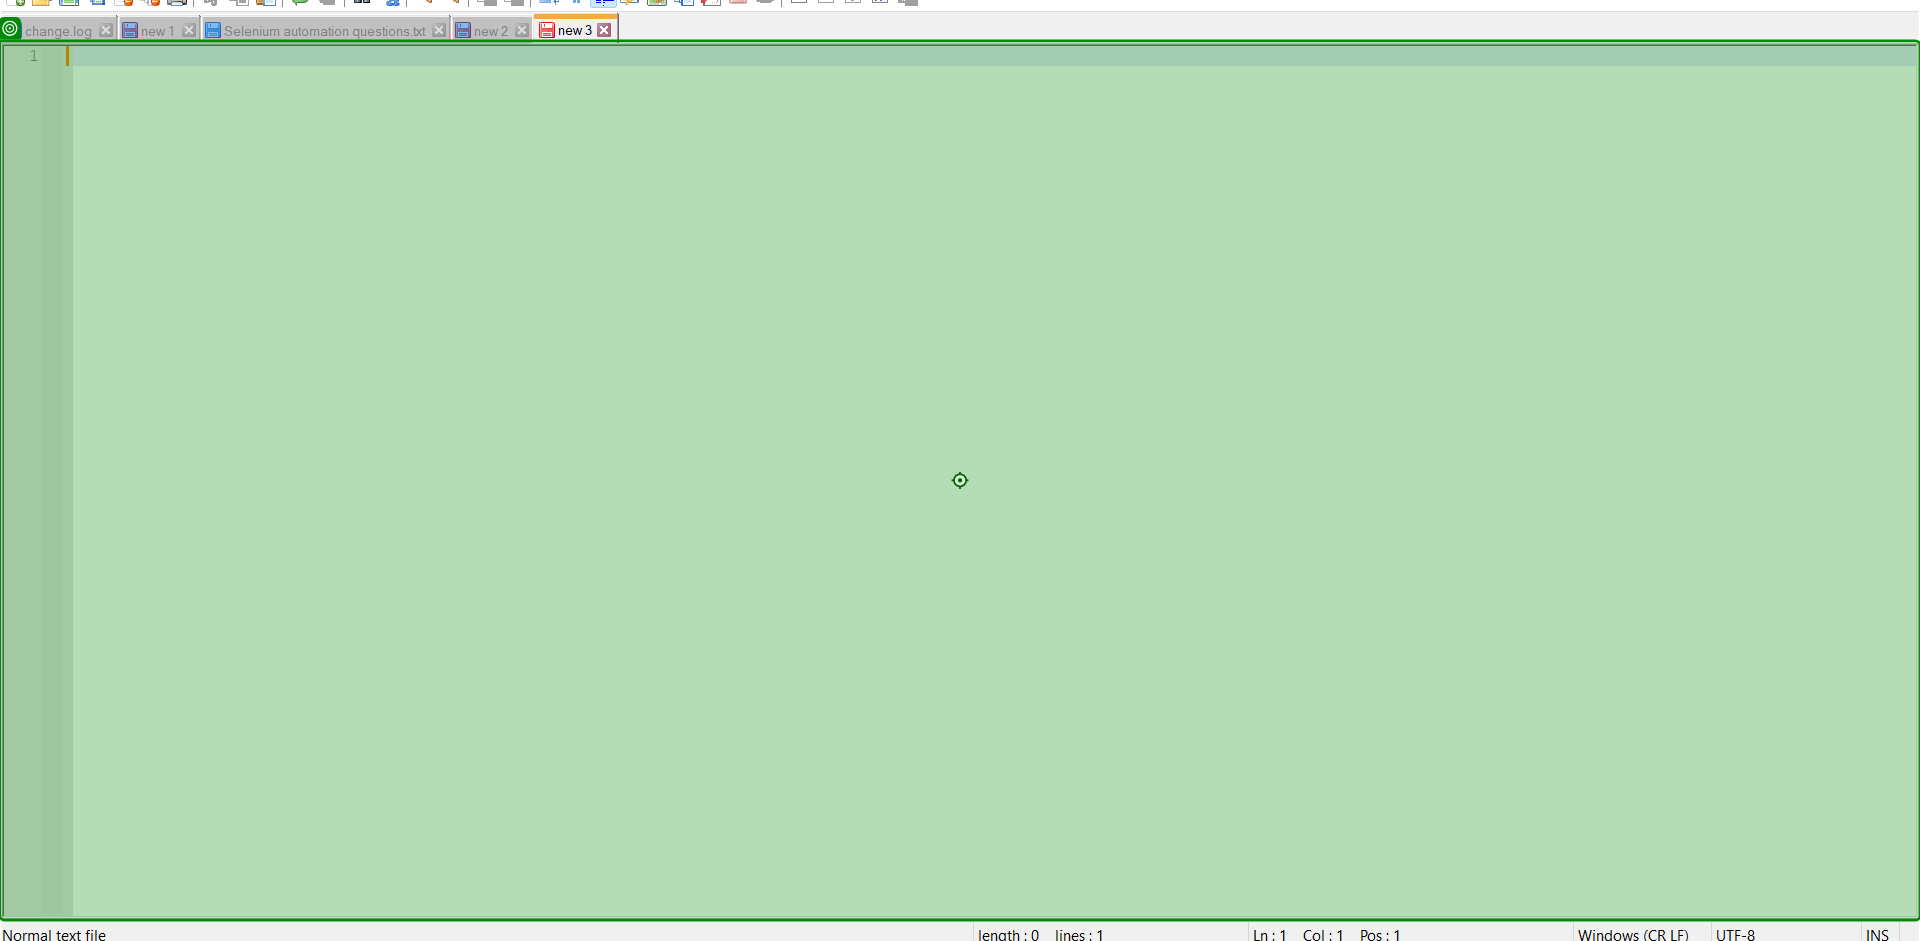 change.log new 1 Selenium automation questions.txt new 2 new 3
1
Normal text file length : 0 lines : 1 Ln : 1 Col : 1 Pos : 1 Windows (CR LF) UTF-8 INS